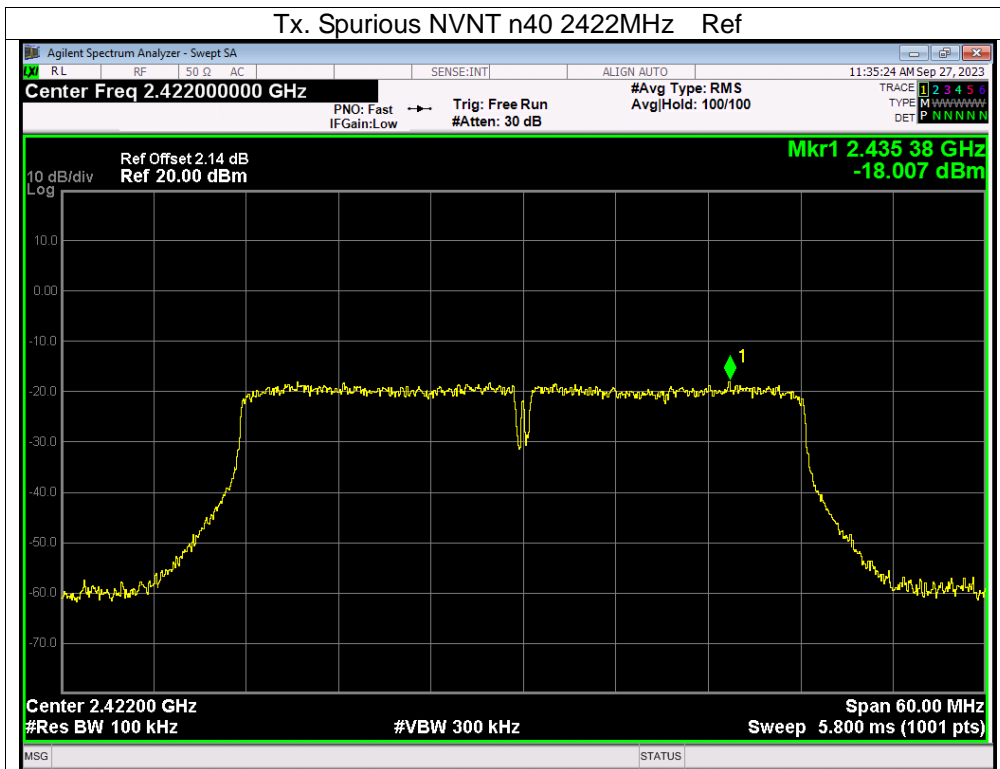 Tx. Spurious NVNT n40 2422MHz Ref
Agilent Spectrum Analyzer - Swept SA
LXI RL RF 50 Ω AC SENSE:INT ALIGN AUTO 11:35:24 AM Sep 27, 2023
Center Freq 2.422000000 GHz
PNO: Fast
IFGain:Low
Trig: Free Run
#Atten: 30 dB
#Avg Type: RMS
Avg|Hold: 100/100
TRACE 1 2 3 4 5 6
TYPE M WWWWW
DET P N N N N N
Mkr1 2.435 38 GHz
-18.007 dBm
Ref Offset 2.14 dB
10 dB/div Ref 20.00 dBm
Log
10.0
0.00
-10.0
1
-20.0
-30.0
-40.0
-50.0
-60.0
-70.0
Center 2.42200 GHz Span 60.00 MHz
#Res BW 100 kHz #VBW 300 kHz Sweep 5.800 ms (1001 pts)
MSG STATUS